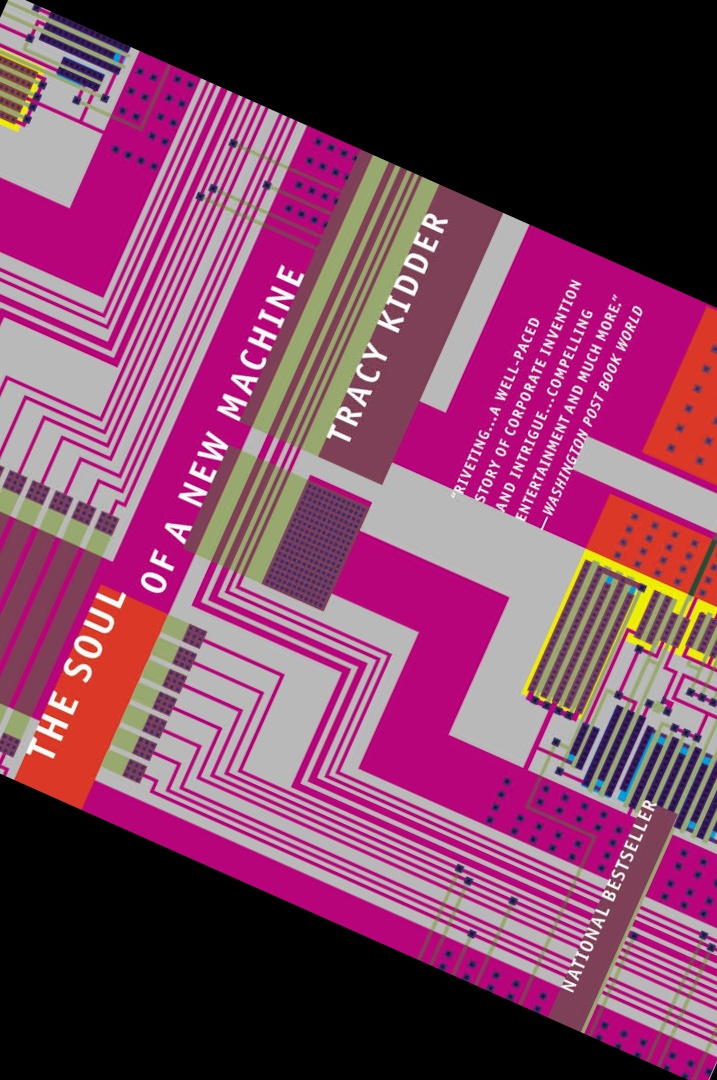 THE SOUL
OF A NEW MACHINE
TRACY KIDDER
“RIVETING...A WELL-PACED
STORY OF CORPORATE INVENTION
AND INTRIGUE...COMPELLING
ENTERTAINMENT AND MUCH MORE.”
—WASHINGTON POST BOOK WORLD
NATIONAL BESTSELLER